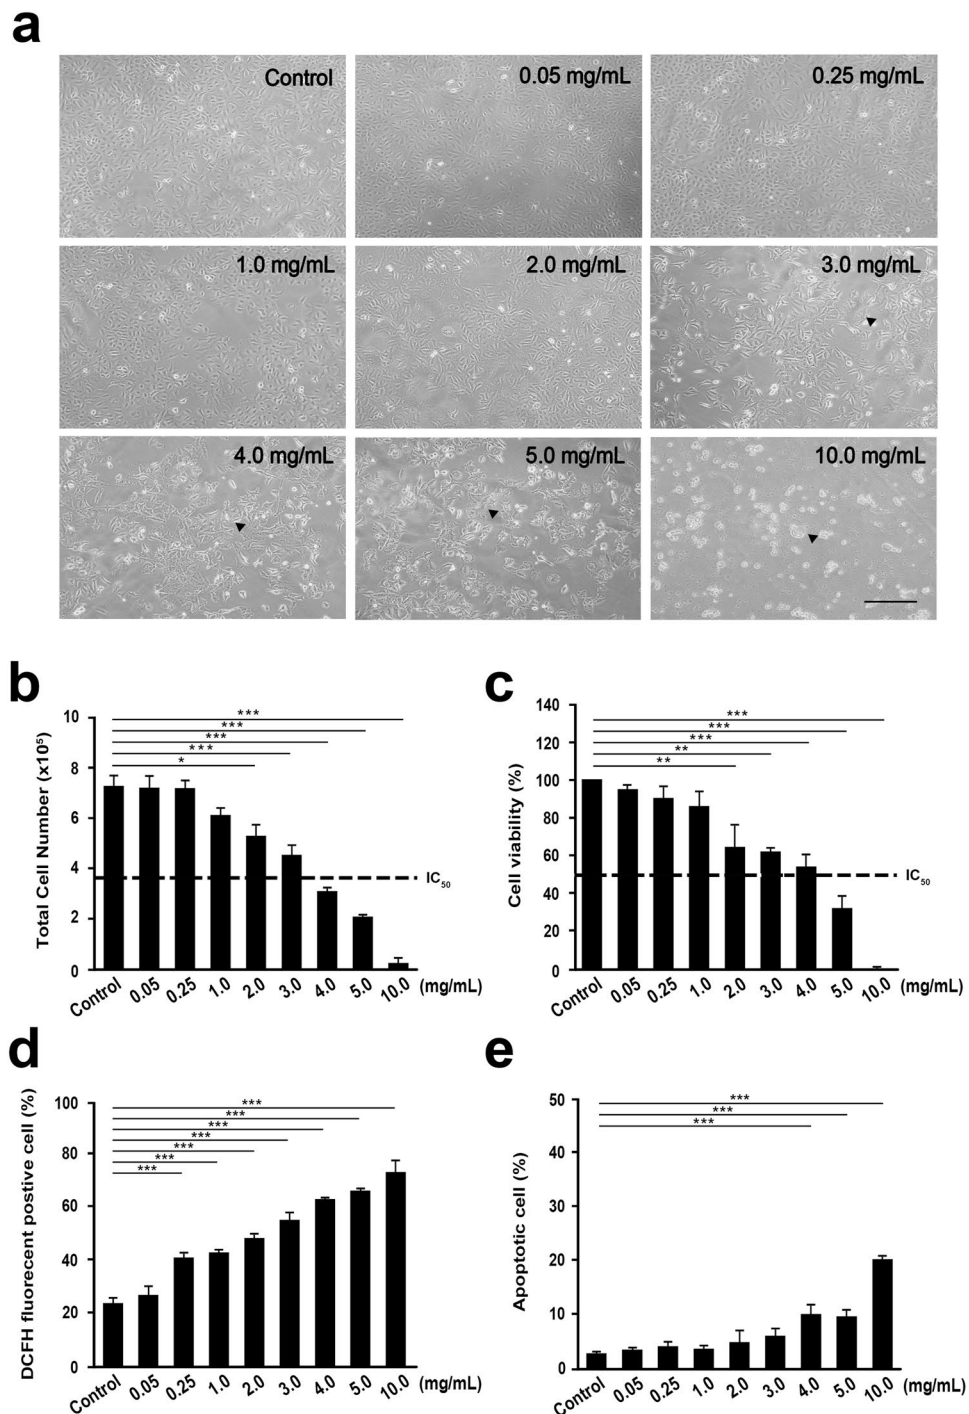 a
Control
0.05 mg/mL
0.25 mg/mL
1.0 mg/mL
2.0 mg/mL
3.0 mg/mL
4.0 mg/mL
5.0 mg/mL
10.0 mg/mL
b
Total Cell Number (x10⁵)
10
8
6
4
2
0
***
***
***
***
*
IC₅₀
Control 0.05 0.25 1.0 2.0 3.0 4.0 5.0 10.0 (mg/mL)
c
Cell viability (%)
140
120
100
80
60
40
20
0
***
***
***
**
**
IC₅₀
Control 0.05 0.25 1.0 2.0 3.0 4.0 5.0 10.0 (mg/mL)
d
DCFH fluorecent postive cell (%)
100
80
60
40
20
0
***
***
***
***
***
***
***
Control 0.05 0.25 1.0 2.0 3.0 4.0 5.0 10.0 (mg/mL)
e
Apoptotic cell (%)
50
40
30
20
10
0
***
***
***
Control 0.05 0.25 1.0 2.0 3.0 4.0 5.0 10.0 (mg/mL)